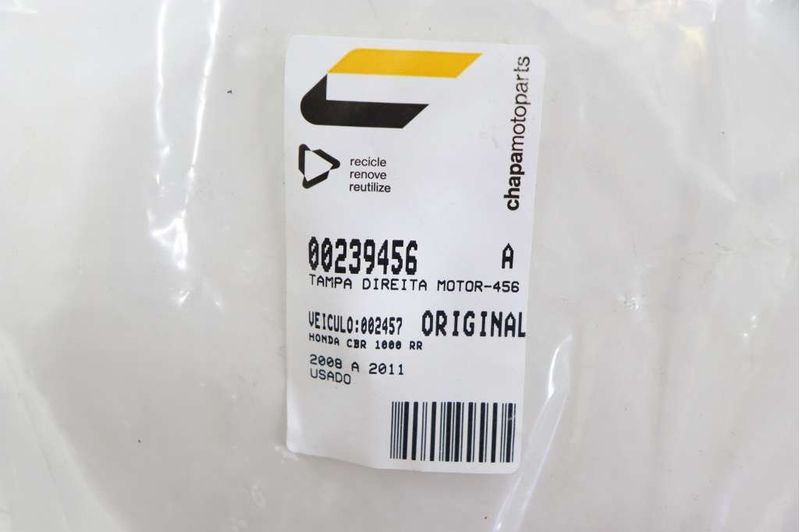 chapamotoparts
recicle
renove
reutilize
00239456 A
TAMPA DIREITA MOTOR-456
VEICULO:002457 ORIGINAL
HONDA CBR 1000 RR
2008 A 2011
USADO